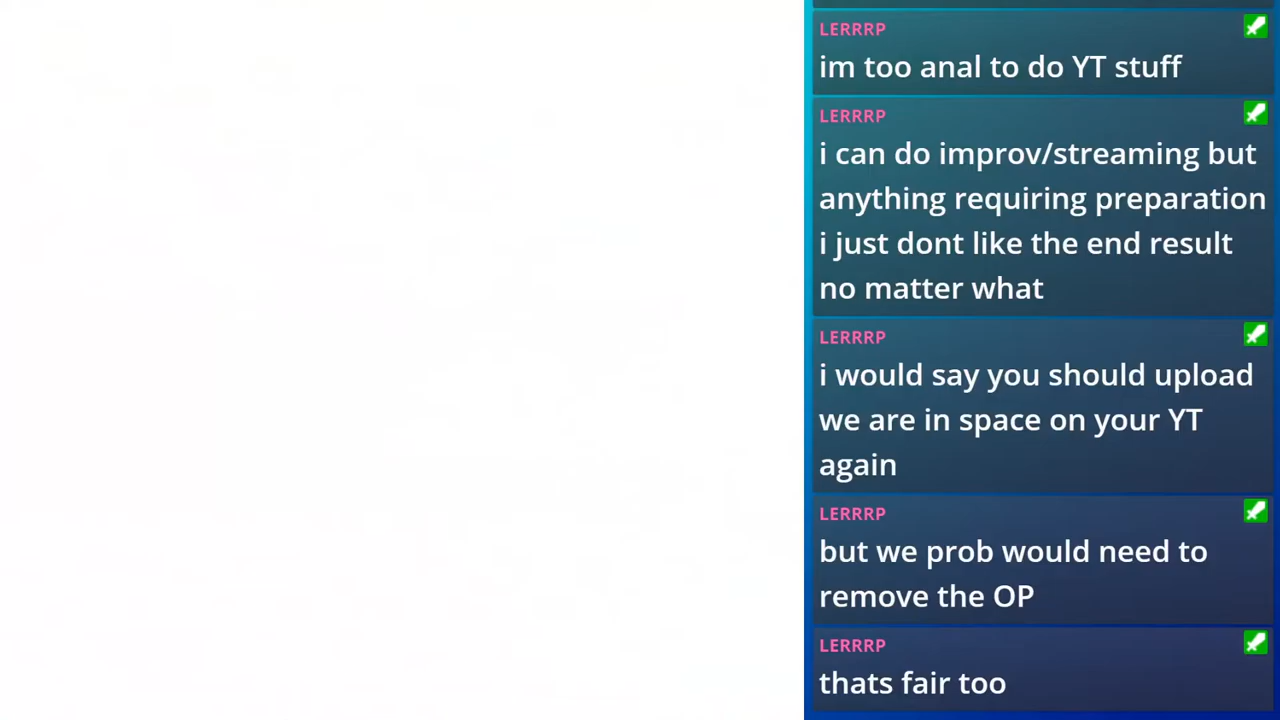 LERRRP
im too anal to do YT stuff
LERRRP
i can do improv/streaming but
anything requiring preparation
i just dont like the end result
no matter what
LERRRP
i would say you should upload
we are in space on your YT
again
LERRRP
but we prob would need to
remove the OP
LERRRP
thats fair too